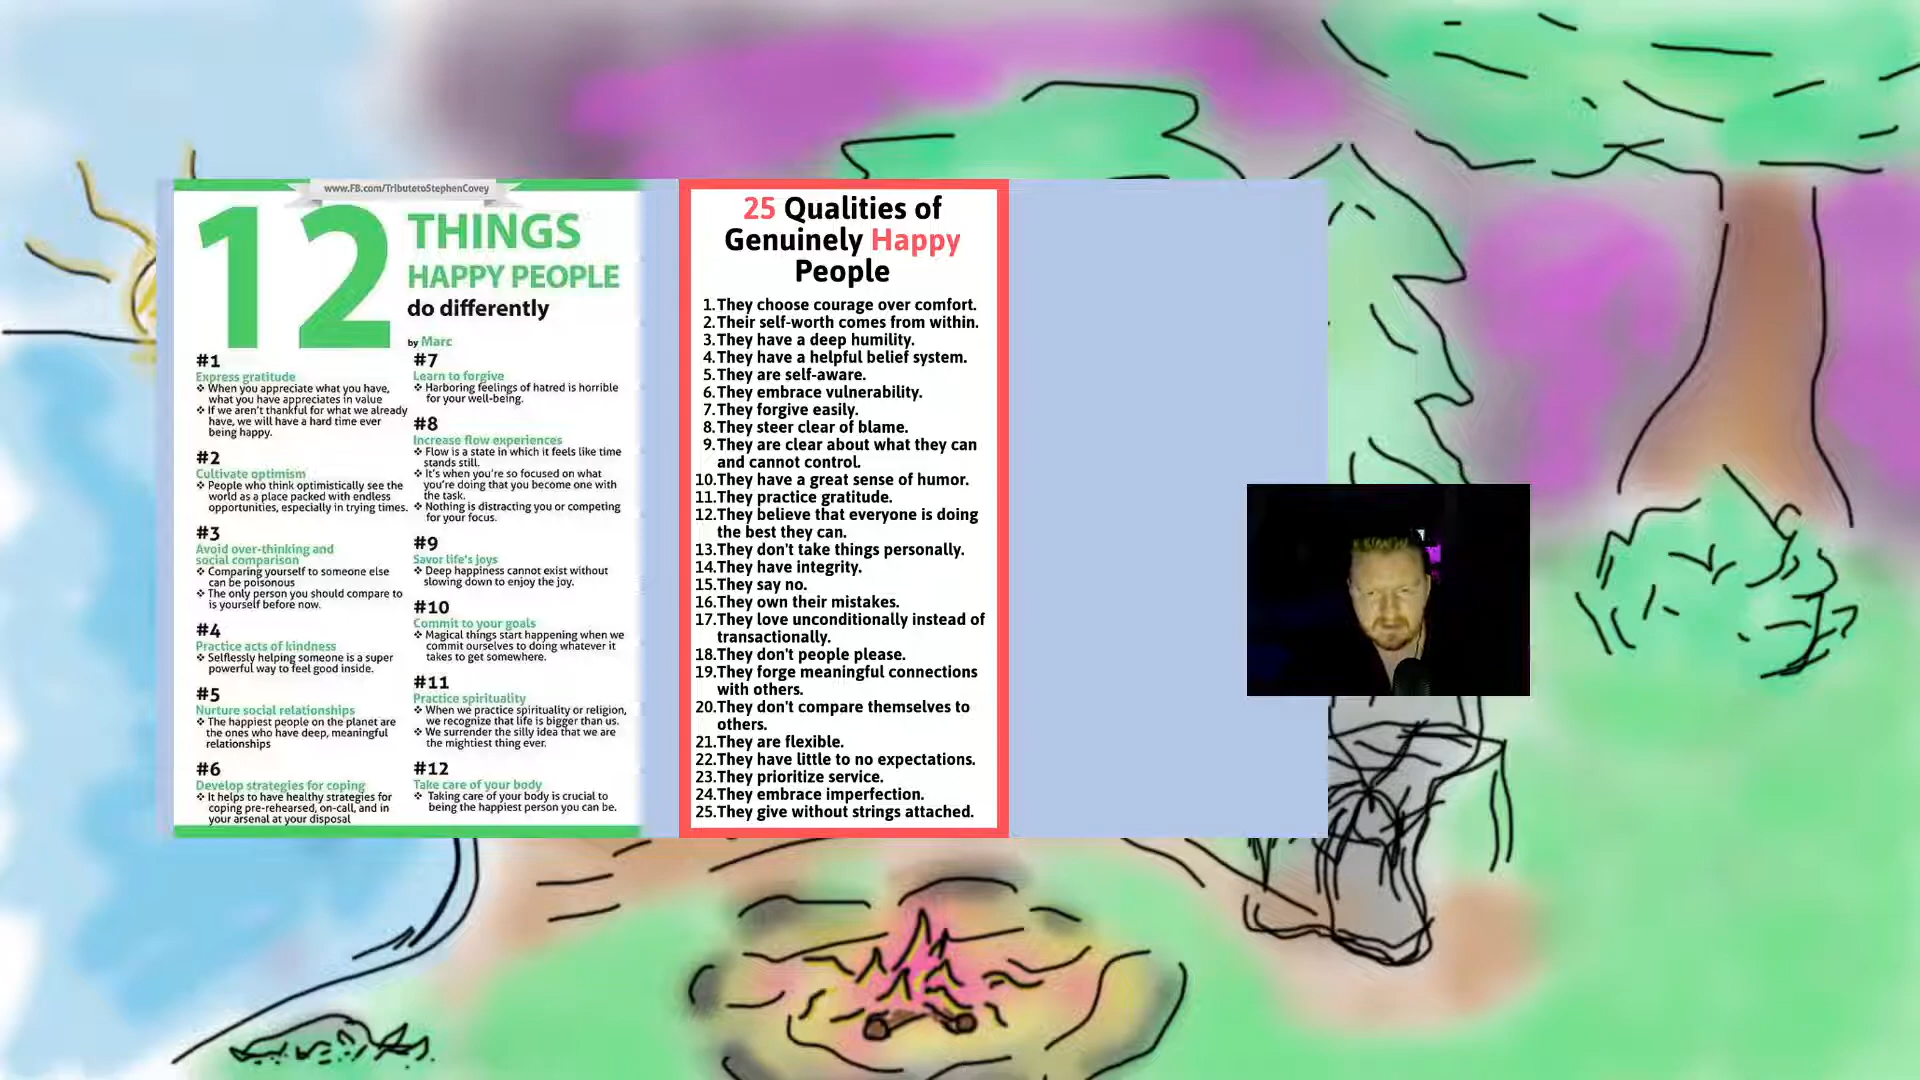 www.FB.com/TributetoStephenCovey
12
THINGS
HAPPY PEOPLE
do differently
by Marc
#1
Express gratitude
❖ When you appreciate what you have,
what you have appreciates in value
❖ If we aren't thankful for what we already
have, we will have a hard time ever
being happy.
#2
Cultivate optimism
❖ People who think optimistically see the
world as a place packed with endless
opportunities, especially in trying times.
#3
Avoid over-thinking and
social comparison
❖ Comparing yourself to someone else
can be poisonous
❖ The only person you should compare to
is yourself before now.
#4
Practice acts of kindness
❖ Selflessly helping someone is a super
powerful way to feel good inside.
#5
Nurture social relationships
❖ The happiest people on the planet are
the ones who have deep, meaningful
relationships
#6
Develop strategies for coping
❖ It helps to have healthy strategies for
coping pre-rehearsed, on-call, and in
your arsenal at your disposal
#7
Learn to forgive
❖ Harboring feelings of hatred is horrible
for your well-being.
#8
Increase flow experiences
❖ Flow is a state in which it feels like time
stands still.
❖ It's when you're so focused on what
you're doing that you become one with
the task.
❖ Nothing is distracting you or competing
for your focus.
#9
Savor life's joys
❖ Deep happiness cannot exist without
slowing down to enjoy the joy.
#10
Commit to your goals
❖ Magical things start happening when we
commit ourselves to doing whatever it
takes to get somewhere.
#11
Practice spirituality
❖ When we practice spirituality or religion,
we recognize that life is bigger than us.
❖ We surrender the silly idea that we are
the mightiest thing ever.
#12
Take care of your body
❖ Taking care of your body is crucial to
being the happiest person you can be.
25 Qualities of
Genuinely Happy
People
1.They choose courage over comfort.
2.Their self-worth comes from within.
3.They have a deep humility.
4.They have a helpful belief system.
5.They are self-aware.
6.They embrace vulnerability.
7.They forgive easily.
8.They steer clear of blame.
9.They are clear about what they can
and cannot control.
10.They have a great sense of humor.
11.They practice gratitude.
12.They believe that everyone is doing
the best they can.
13.They don't take things personally.
14.They have integrity.
15.They say no.
16.They own their mistakes.
17.They love unconditionally instead of
transactionally.
18.They don't people please.
19.They forge meaningful connections
with others.
20.They don't compare themselves to
others.
21.They are flexible.
22.They have little to no expectations.
23.They prioritize service.
24.They embrace imperfection.
25.They give without strings attached.